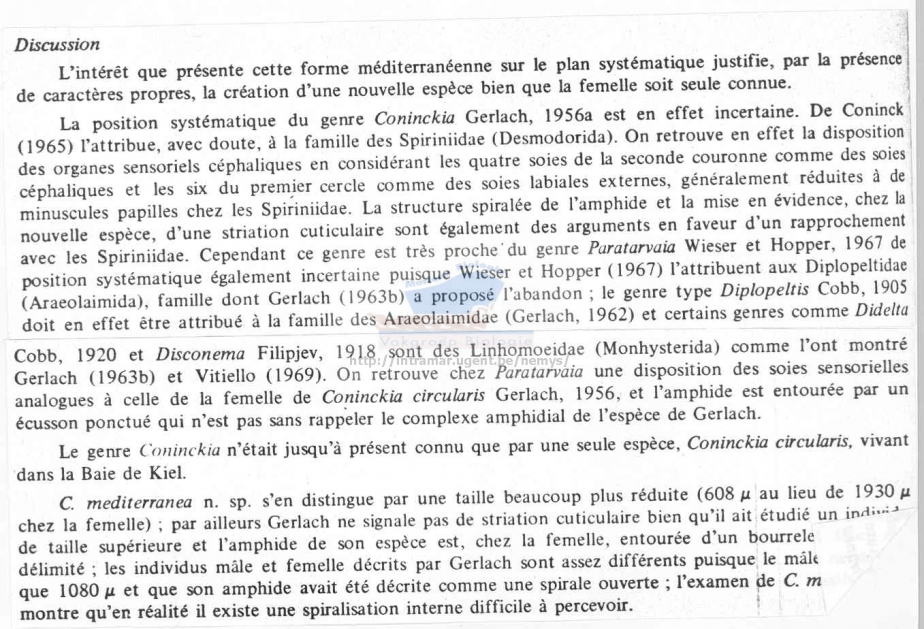 Discussion
L'intérêt que présente cette forme méditerranéenne sur le plan systématique justifie, par la présence
de caractères propres, la création d'une nouvelle espèce bien que la femelle soit seule connue.
La position systématique du genre Coninckia Gerlach, 1956a est en effet incertaine. De Coninck
(1965) l'attribue, avec doute, à la famille des Spiriniidae (Desmodorida). On retrouve en effet la disposition
des organes sensoriels céphaliques en considérant les quatre soies de la seconde couronne comme des soies
céphaliques et les six du premier cercle comme des soies labiales externes, généralement réduites à de
minuscules papilles chez les Spiriniidae. La structure spiralée de l'amphide et la mise en évidence, chez la
nouvelle espèce, d'une striation cuticulaire sont également des arguments en faveur d'un rapprochement
avec les Spiriniidae. Cependant ce genre est très proche du genre Paratarvaia Wieser et Hopper, 1967 de
position systématique également incertaine puisque Wieser et Hopper (1967) l'attribuent aux Diplopeltidae
(Araeolaimida), famille dont Gerlach (1963b) a proposé l'abandon ; le genre type Diplopeltis Cobb, 1905
doit en effet être attribué à la famille des Araeolaimidae (Gerlach, 1962) et certains genres comme Didelta
Vakgroep Biologie
Cobb, 1920 et Disconema Filipjev, 1918 sont des Linhomoeidae (Monhysterida) comme l'ont montré
http://intramar.ugent.be/nemys/
Gerlach (1963b) et Vitiello (1969). On retrouve chez Paratarvaia une disposition des soies sensorielles
analogues à celle de la femelle de Coninckia circularis Gerlach, 1956, et l'amphide est entourée par un
écusson ponctué qui n'est pas sans rappeler le complexe amphidial de l'espèce de Gerlach.
Le genre Coninckia n'était jusqu'à présent connu que par une seule espèce, Coninckia circularis, vivant
dans la Baie de Kiel.
C. mediterranea n. sp. s'en distingue par une taille beaucoup plus réduite (608 μ au lieu de 1930 μ
chez la femelle) ; par ailleurs Gerlach ne signale pas de striation cuticulaire bien qu'il ait étudié un
de taille supérieure et l'amphide de son espèce est, chez la femelle, entourée d'un bourrele
délimité ; les individus mâle et femelle décrits par Gerlach sont assez différents puisque le mâle
que 1080 μ et que son amphide avait été décrite comme une spirale ouverte ; l'examen de C. m
montre qu'en réalité il existe une spiralisation interne difficile à percevoir.